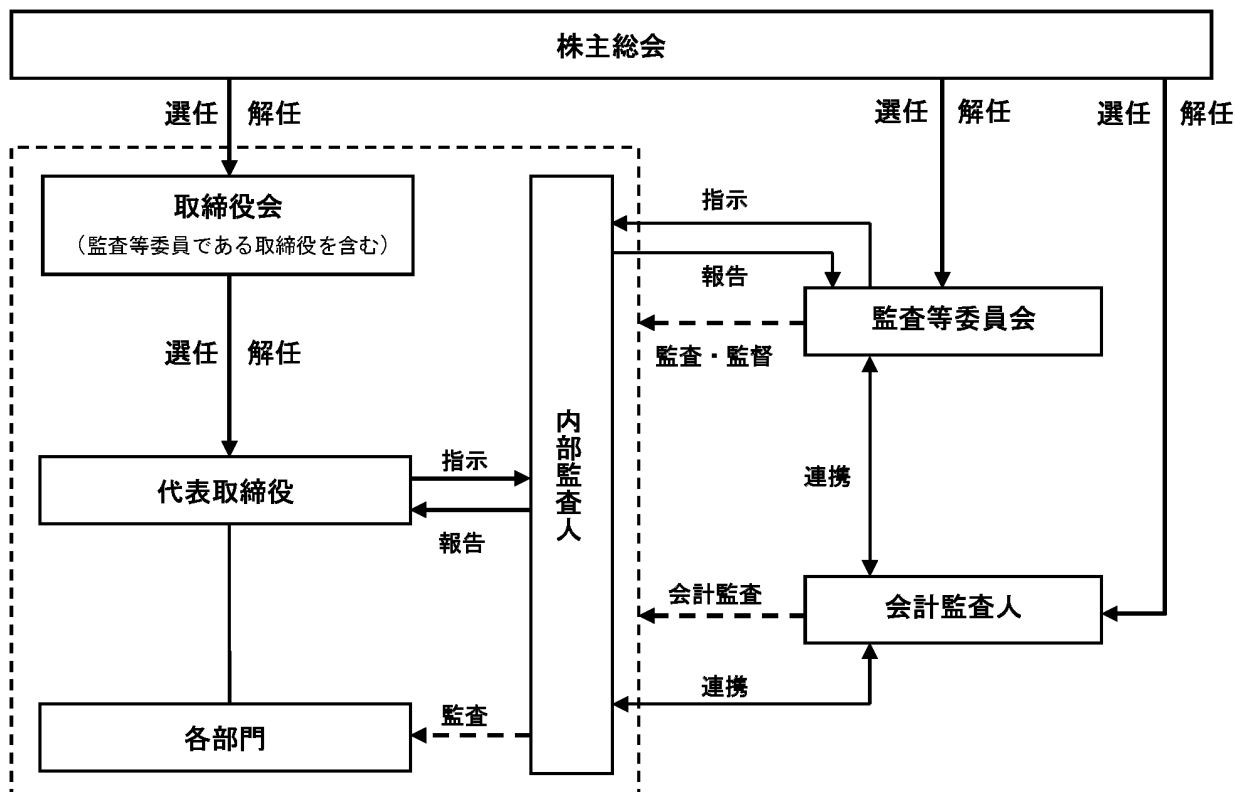 株主総会
選任 解任
選任 解任
選任 解任
取締役会
（監査等委員である取締役を含む）
指示
報告
監査等委員会
監査・監督
選任 解任
内部監査人
連携
代表取締役
指示
報告
会計監査
会計監査人
連携
各部門
監査